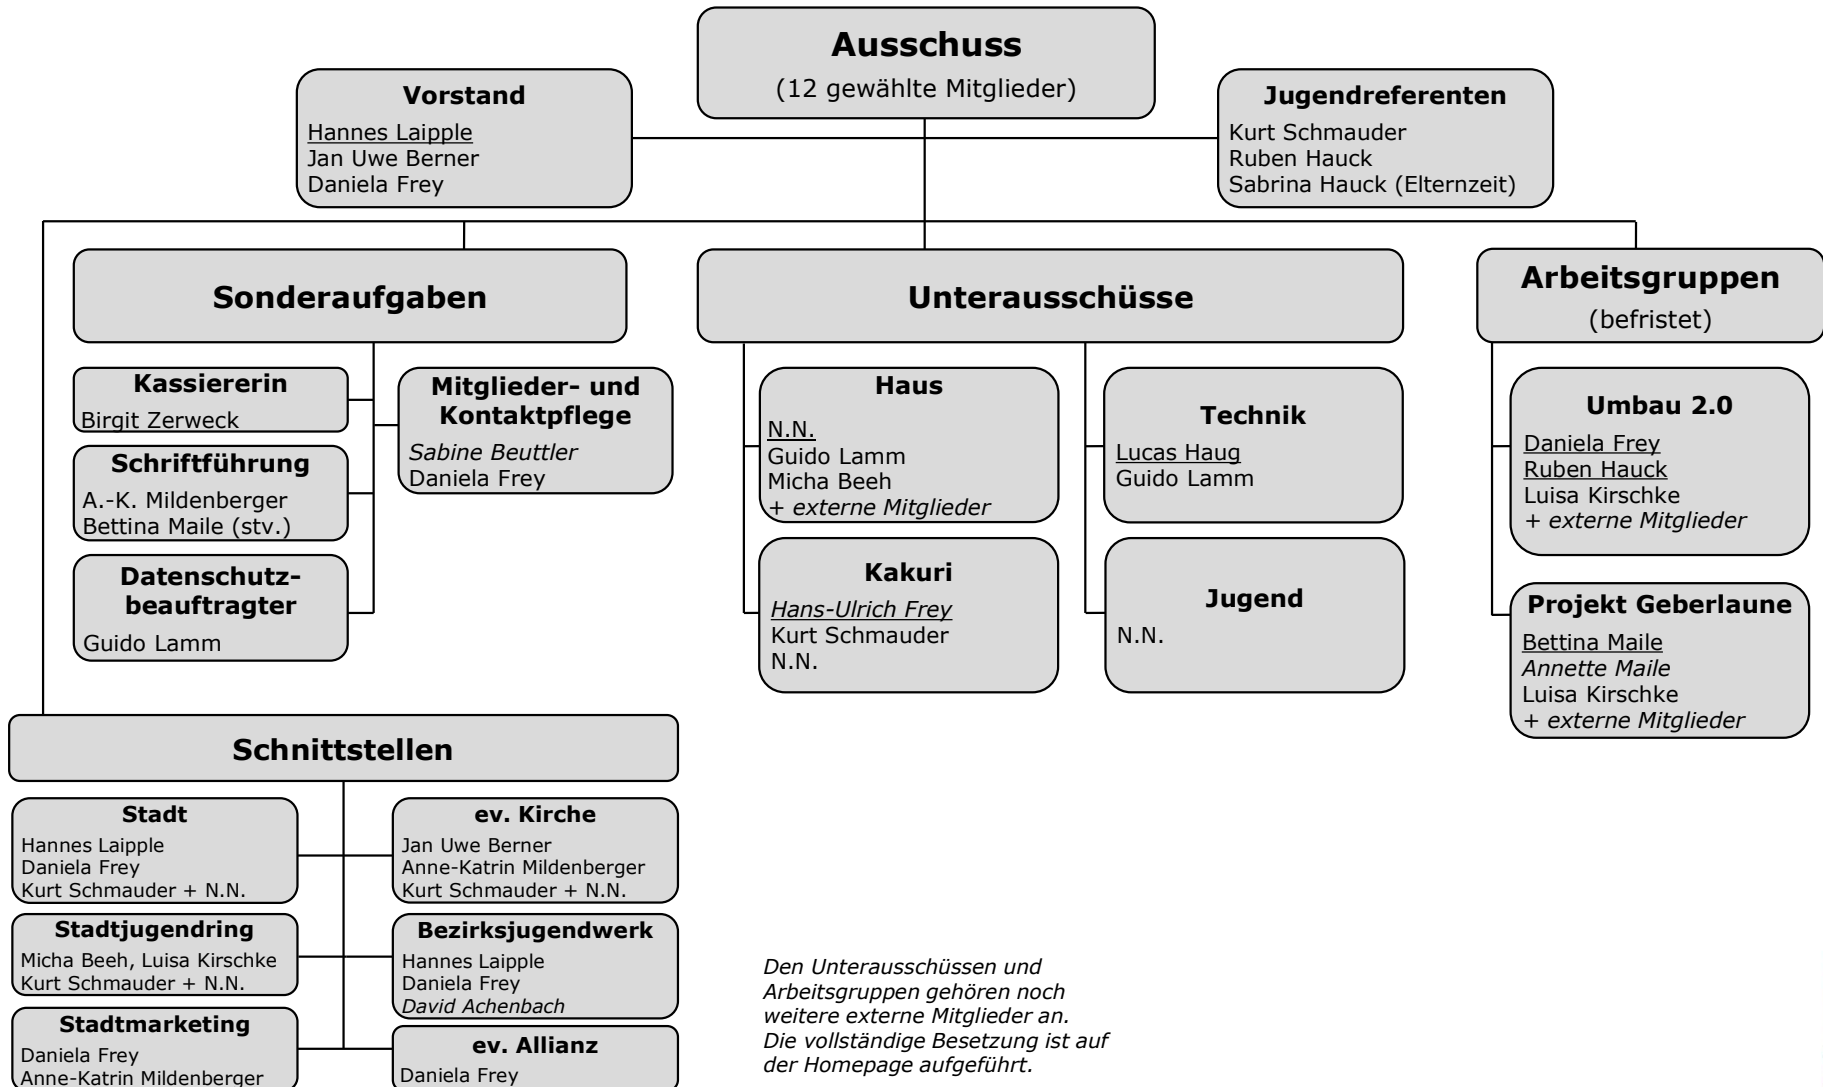 Ausschuss
(12 gewählte Mitglieder)
Vorstand
Hannes Laipple
Jan Uwe Berner
Daniela Frey
Jugendreferenten
Kurt Schmauder
Ruben Hauck
Sabrina Hauck (Elternzeit)
Sonderaufgaben
Kassiererin
Birgit Zerweck
Schriftführung
A.-K. Mildenberger
Bettina Maile (stv.)
Datenschutz-
beauftragter
Guido Lamm
Mitglieder- und
Kontaktpflege
Sabine Beuttler
Daniela Frey
Unterausschüsse
Haus
N.N.
Guido Lamm
Micha Beeh
+ externe Mitglieder
Kakuri
Hans-Ulrich Frey
Kurt Schmauder
N.N.
Technik
Lucas Haug
Guido Lamm
Jugend
N.N.
Arbeitsgruppen
(befristet)
Umbau 2.0
Daniela Frey
Ruben Hauck
Luisa Kirschke
+ externe Mitglieder
Projekt Geberlaune
Bettina Maile
Annette Maile
Luisa Kirschke
+ externe Mitglieder
Schnittstellen
Stadt
Hannes Laipple
Daniela Frey
Kurt Schmauder + N.N.
Stadtjugendring
Micha Beeh, Luisa Kirschke
Kurt Schmauder + N.N.
Stadtmarketing
Daniela Frey
Anne-Katrin Mildenberger
ev. Kirche
Jan Uwe Berner
Anne-Katrin Mildenberger
Kurt Schmauder + N.N.
Bezirksjugendwerk
Hannes Laipple
Daniela Frey
David Achenbach
ev. Allianz
Daniela Frey
Den Unterausschüssen und
Arbeitsgruppen gehören noch
weitere externe Mitglieder an.
Die vollständige Besetzung ist auf
der Homepage aufgeführt.